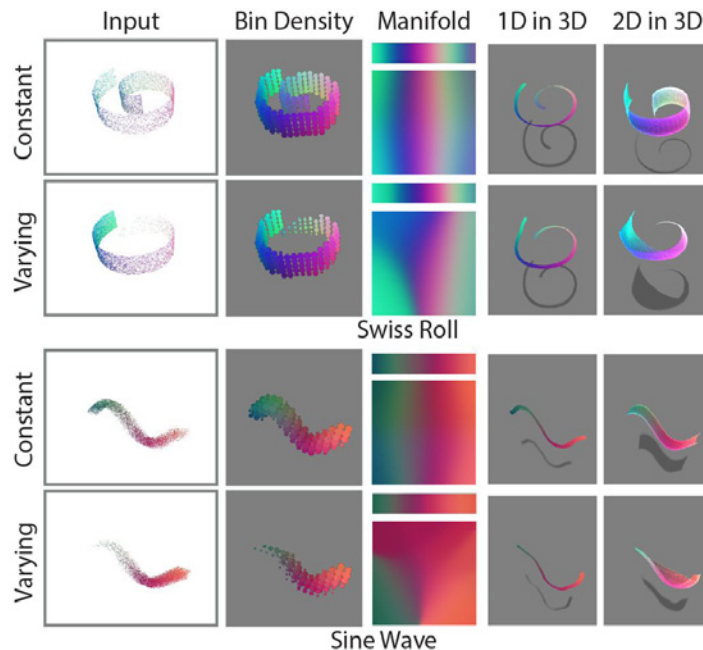 Input Bin Density Manifold 1D in 3D 2D in 3D
Constant
Varying
Swiss Roll
Constant
Varying
Sine Wave